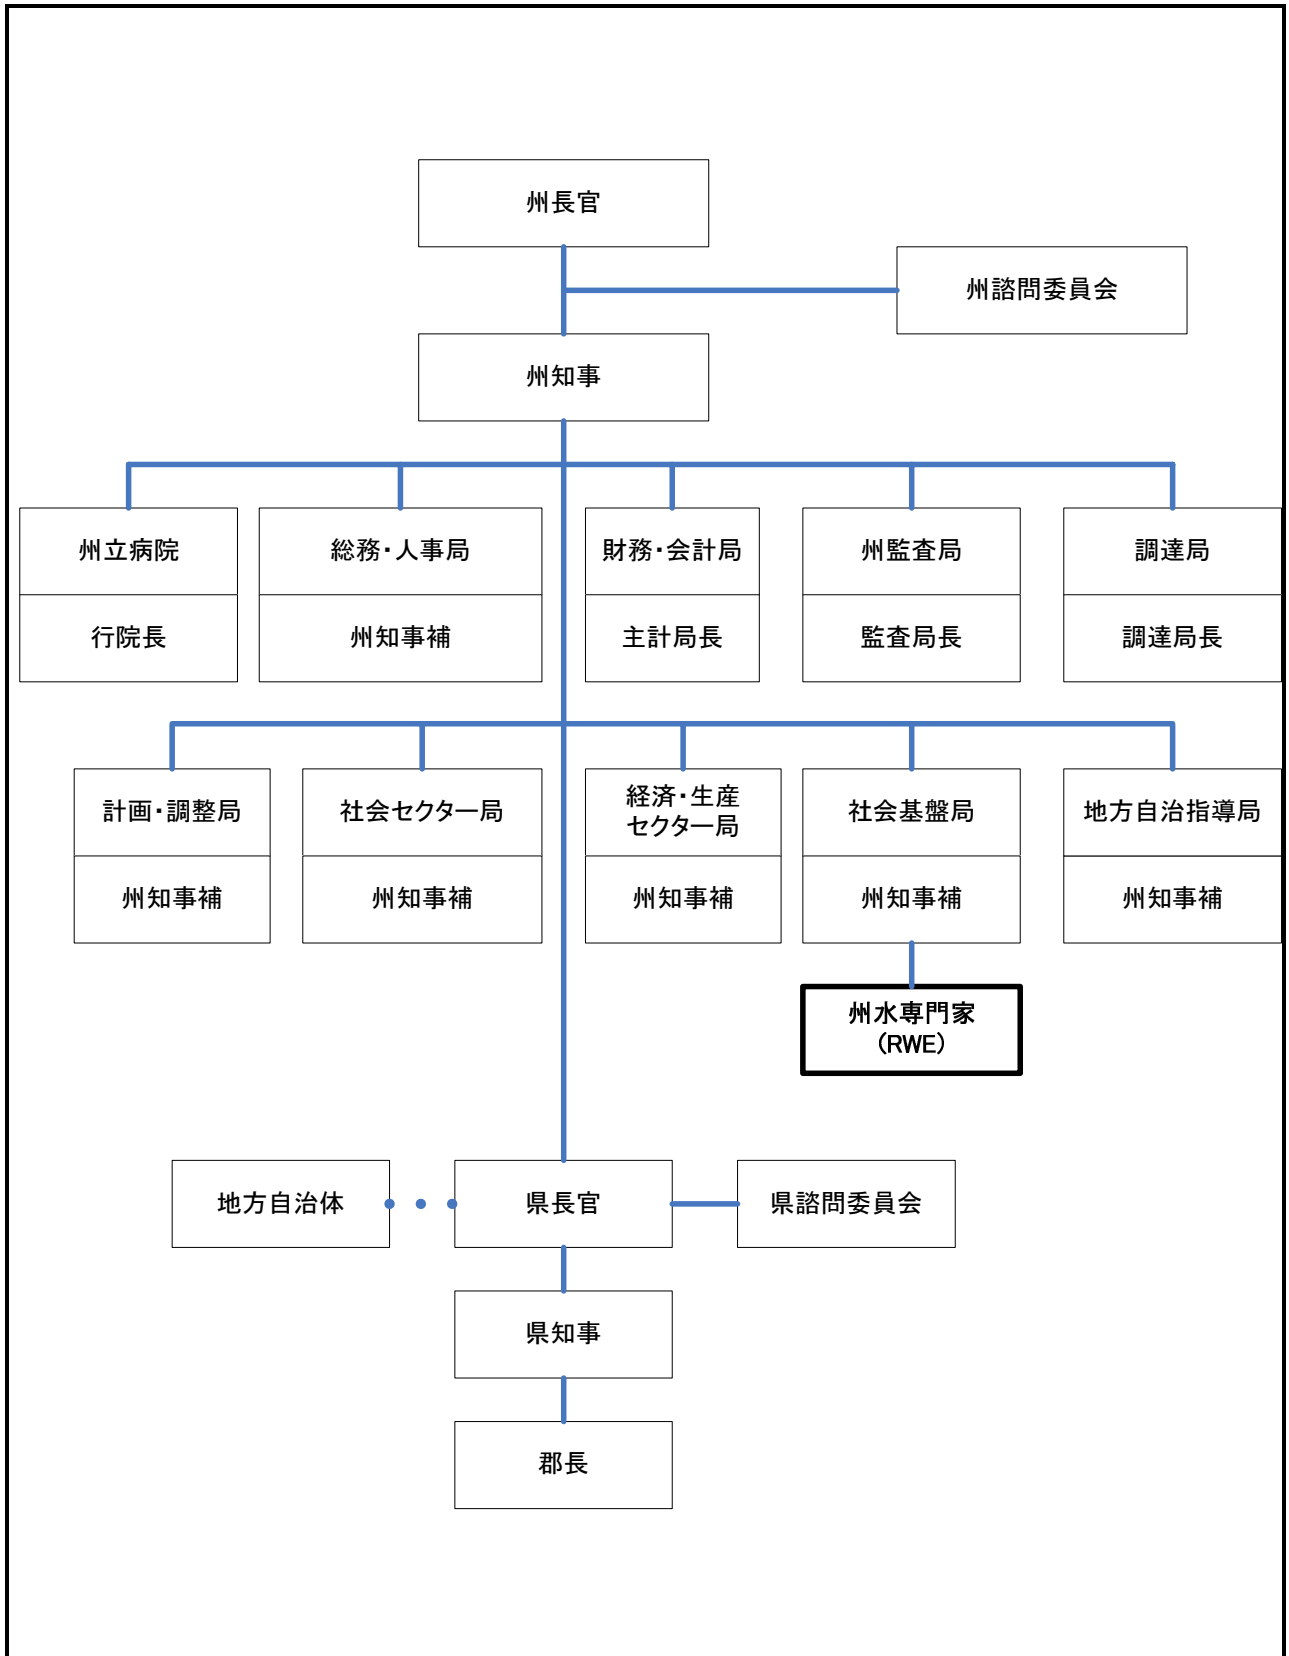 州長官
州諮問委員会
州知事
州立病院
行院長
総務・人事局
州知事補
財務・会計局
主計局長
州監査局
監査局長
調達局
調達局長
計画・調整局
州知事補
社会セクター局
州知事補
経済・生産
セクター局
州知事補
社会基盤局
州知事補
地方自治指導局
州知事補
州水専門家
(RWE)
地方自治体
県長官
県諮問委員会
県知事
郡長